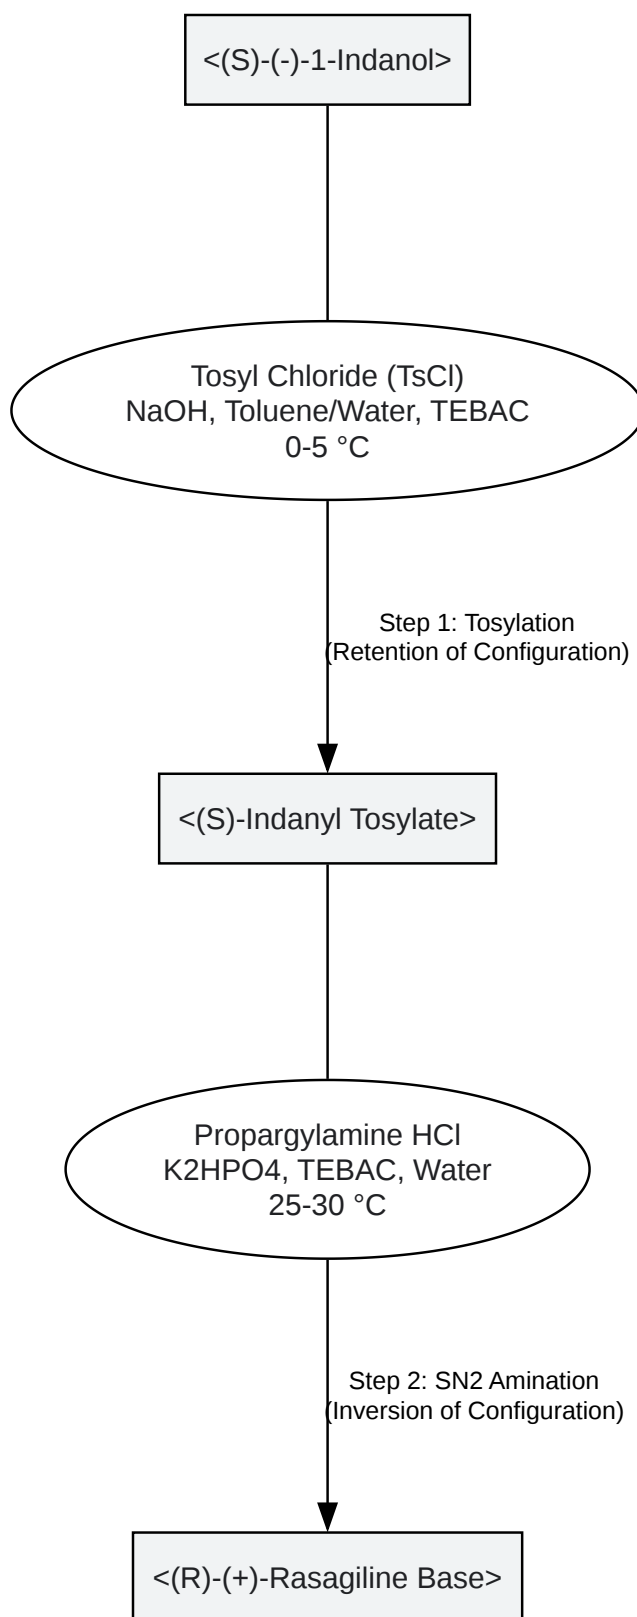 <(S)-(-)-1-Indanol>
Tosyl Chloride (TsCl)
NaOH, Toluene/Water, TEBAC
0-5 °C
Step 1: Tosylation
(Retention of Configuration)
<(S)-Indanyl Tosylate>
Propargylamine HCl
K2HPO4, TEBAC, Water
25-30 °C
Step 2: SN2 Amination
(Inversion of Configuration)
<(R)-(+)-Rasagiline Base>